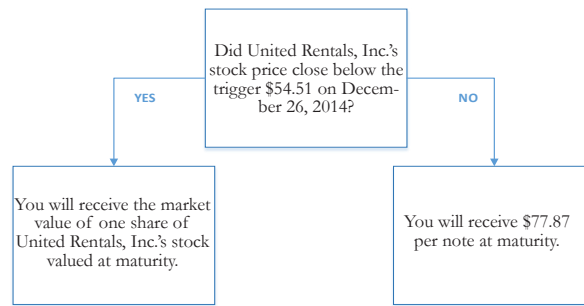 Did United Rentals, Inc.'s
stock price close below the
trigger $54.51 on Decem-
ber 26, 2014?
YES
NO
You will receive the market
value of one share of
United Rentals, Inc.'s stock
valued at maturity.
You will receive $77.87
per note at maturity.